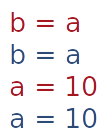 b = a
b = a
a = 10
a = 10